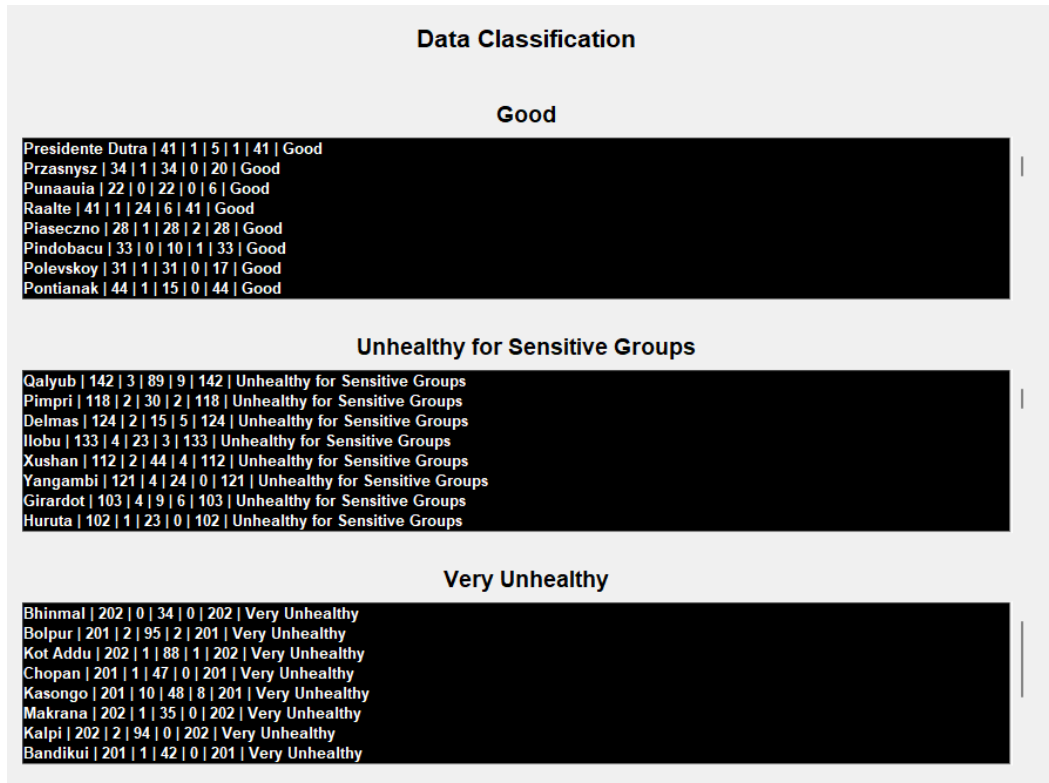 Data Classification
Good
Presidente Dutra | 41 | 1 | 5 | 1 | 41 | Good
Przasnysz | 34 | 1 | 34 | 0 | 20 | Good
Punaauia | 22 | 0 | 22 | 0 | 6 | Good
Raalte | 41 | 1 | 24 | 6 | 41 | Good
Piaseczno | 28 | 1 | 28 | 2 | 28 | Good
Pindobacu | 33 | 0 | 10 | 1 | 33 | Good
Polevskoy | 31 | 1 | 31 | 0 | 17 | Good
Pontianak | 44 | 1 | 15 | 0 | 44 | Good
Unhealthy for Sensitive Groups
Qalyub | 142 | 3 | 89 | 9 | 142 | Unhealthy for Sensitive Groups
Pimpri | 118 | 2 | 30 | 2 | 118 | Unhealthy for Sensitive Groups
Delmas | 124 | 2 | 15 | 5 | 124 | Unhealthy for Sensitive Groups
Ilobu | 133 | 4 | 23 | 3 | 133 | Unhealthy for Sensitive Groups
Xushan | 112 | 2 | 44 | 4 | 112 | Unhealthy for Sensitive Groups
Yangambi | 121 | 4 | 24 | 0 | 121 | Unhealthy for Sensitive Groups
Girardot | 103 | 4 | 9 | 6 | 103 | Unhealthy for Sensitive Groups
Huruta | 102 | 1 | 23 | 0 | 102 | Unhealthy for Sensitive Groups
Very Unhealthy
Bhinmal | 202 | 0 | 34 | 0 | 202 | Very Unhealthy
Bolpur | 201 | 2 | 95 | 2 | 201 | Very Unhealthy
Kot Addu | 202 | 1 | 88 | 1 | 202 | Very Unhealthy
Chopan | 201 | 1 | 47 | 0 | 201 | Very Unhealthy
Kasongo | 201 | 10 | 48 | 8 | 201 | Very Unhealthy
Makrana | 202 | 1 | 35 | 0 | 202 | Very Unhealthy
Kalpi | 202 | 2 | 94 | 0 | 202 | Very Unhealthy
Bandikui | 201 | 1 | 42 | 0 | 201 | Very Unhealthy